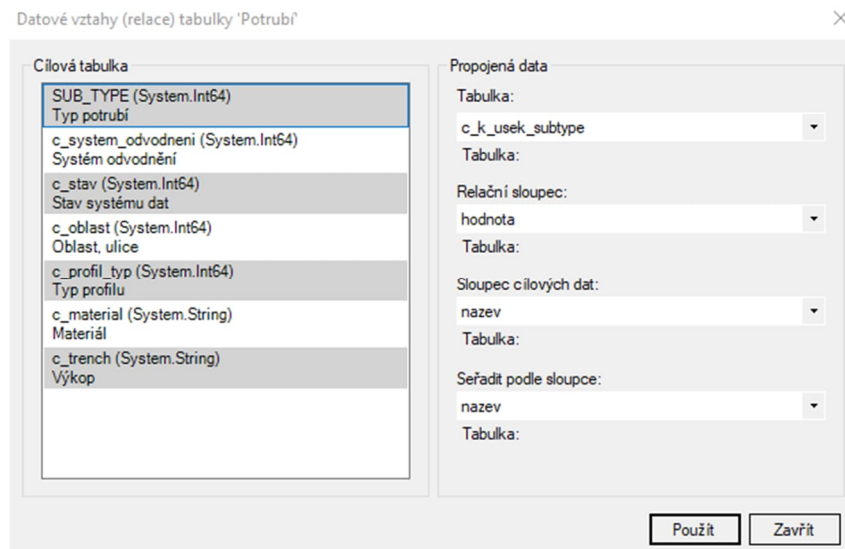 Datové vztahy (relace) tabulky 'Potrubí'
Cílová tabulka
SUB_TYPE (System.Int64)
Typ potrubí
c_system_odvodneni (System.Int64)
Systém odvodnění
c_stav (System.Int64)
Stav systému dat
c_oblast (System.Int64)
Oblast, ulice
c_profil_typ (System.Int64)
Typ profilu
c_material (System.String)
Materiál
c_trench (System.String)
Výkop
Propojená data
Tabulka:
c_k_usek_subtype
Tabulka:
Relační sloupec:
hodnota
Tabulka:
Sloupec cílových dat:
nazev
Tabulka:
Seřadit podle sloupce:
nazev
Tabulka:
Použít
Zavřít